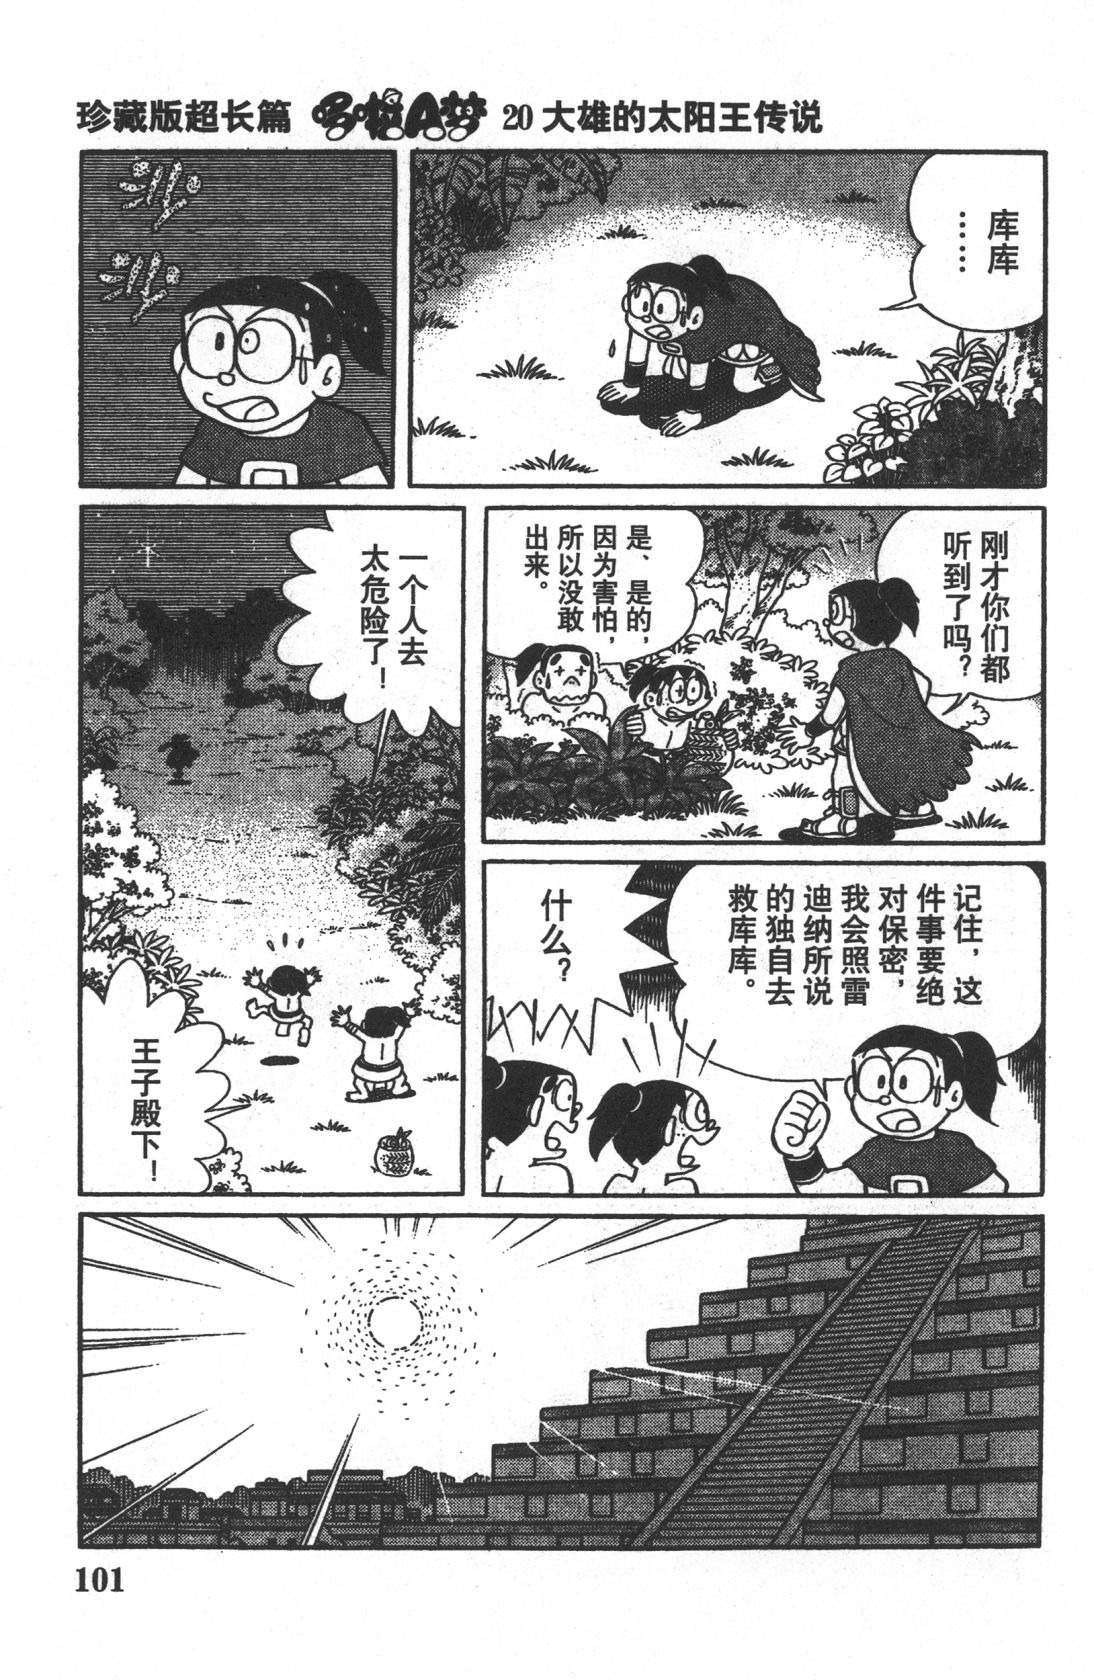 珍藏版超长篇 哆啦A梦 20 大雄的太阳王传说
库库
……
刚才你们都
听到了吗?
是、是的,
因为害怕,
所以没敢
出来。
记住,这
件事要绝
对保密,
我会照雷
迪纳所说
的独自去
救库库。
什么?
一个人去
太危险了!
王子殿下!
101